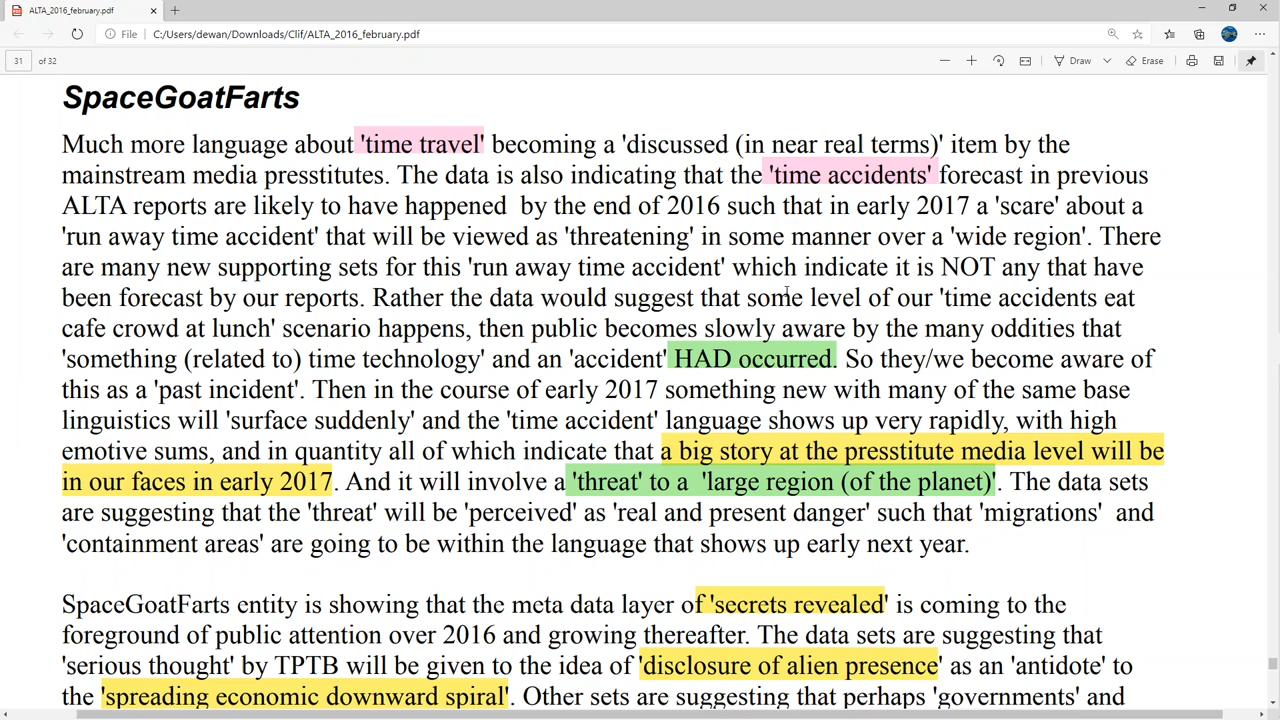 ALTA_2016_february.pdf
File C:/Users/dewan/Downloads/Clif/ALTA_2016_february.pdf
31 of 32 Draw Erase
SpaceGoatFarts
Much more language about 'time travel' becoming a 'discussed (in near real terms)' item by the
mainstream media presstitutes. The data is also indicating that the 'time accidents' forecast in previous
ALTA reports are likely to have happened by the end of 2016 such that in early 2017 a 'scare' about a
'run away time accident' that will be viewed as 'threatening' in some manner over a 'wide region'. There
are many new supporting sets for this 'run away time accident' which indicate it is NOT any that have
been forecast by our reports. Rather the data would suggest that some level of our 'time accidents eat
cafe crowd at lunch' scenario happens, then public becomes slowly aware by the many oddities that
'something (related to) time technology' and an 'accident' HAD occurred. So they/we become aware of
this as a 'past incident'. Then in the course of early 2017 something new with many of the same base
linguistics will 'surface suddenly' and the 'time accident' language shows up very rapidly, with high
emotive sums, and in quantity all of which indicate that a big story at the presstitute media level will be
in our faces in early 2017. And it will involve a 'threat' to a 'large region (of the planet)'. The data sets
are suggesting that the 'threat' will be 'perceived' as 'real and present danger' such that 'migrations' and
'containment areas' are going to be within the language that shows up early next year.
SpaceGoatFarts entity is showing that the meta data layer of 'secrets revealed' is coming to the
foreground of public attention over 2016 and growing thereafter. The data sets are suggesting that
'serious thought' by TPTB will be given to the idea of 'disclosure of alien presence' as an 'antidote' to
the 'spreading economic downward spiral'. Other sets are suggesting that perhaps 'governments' and